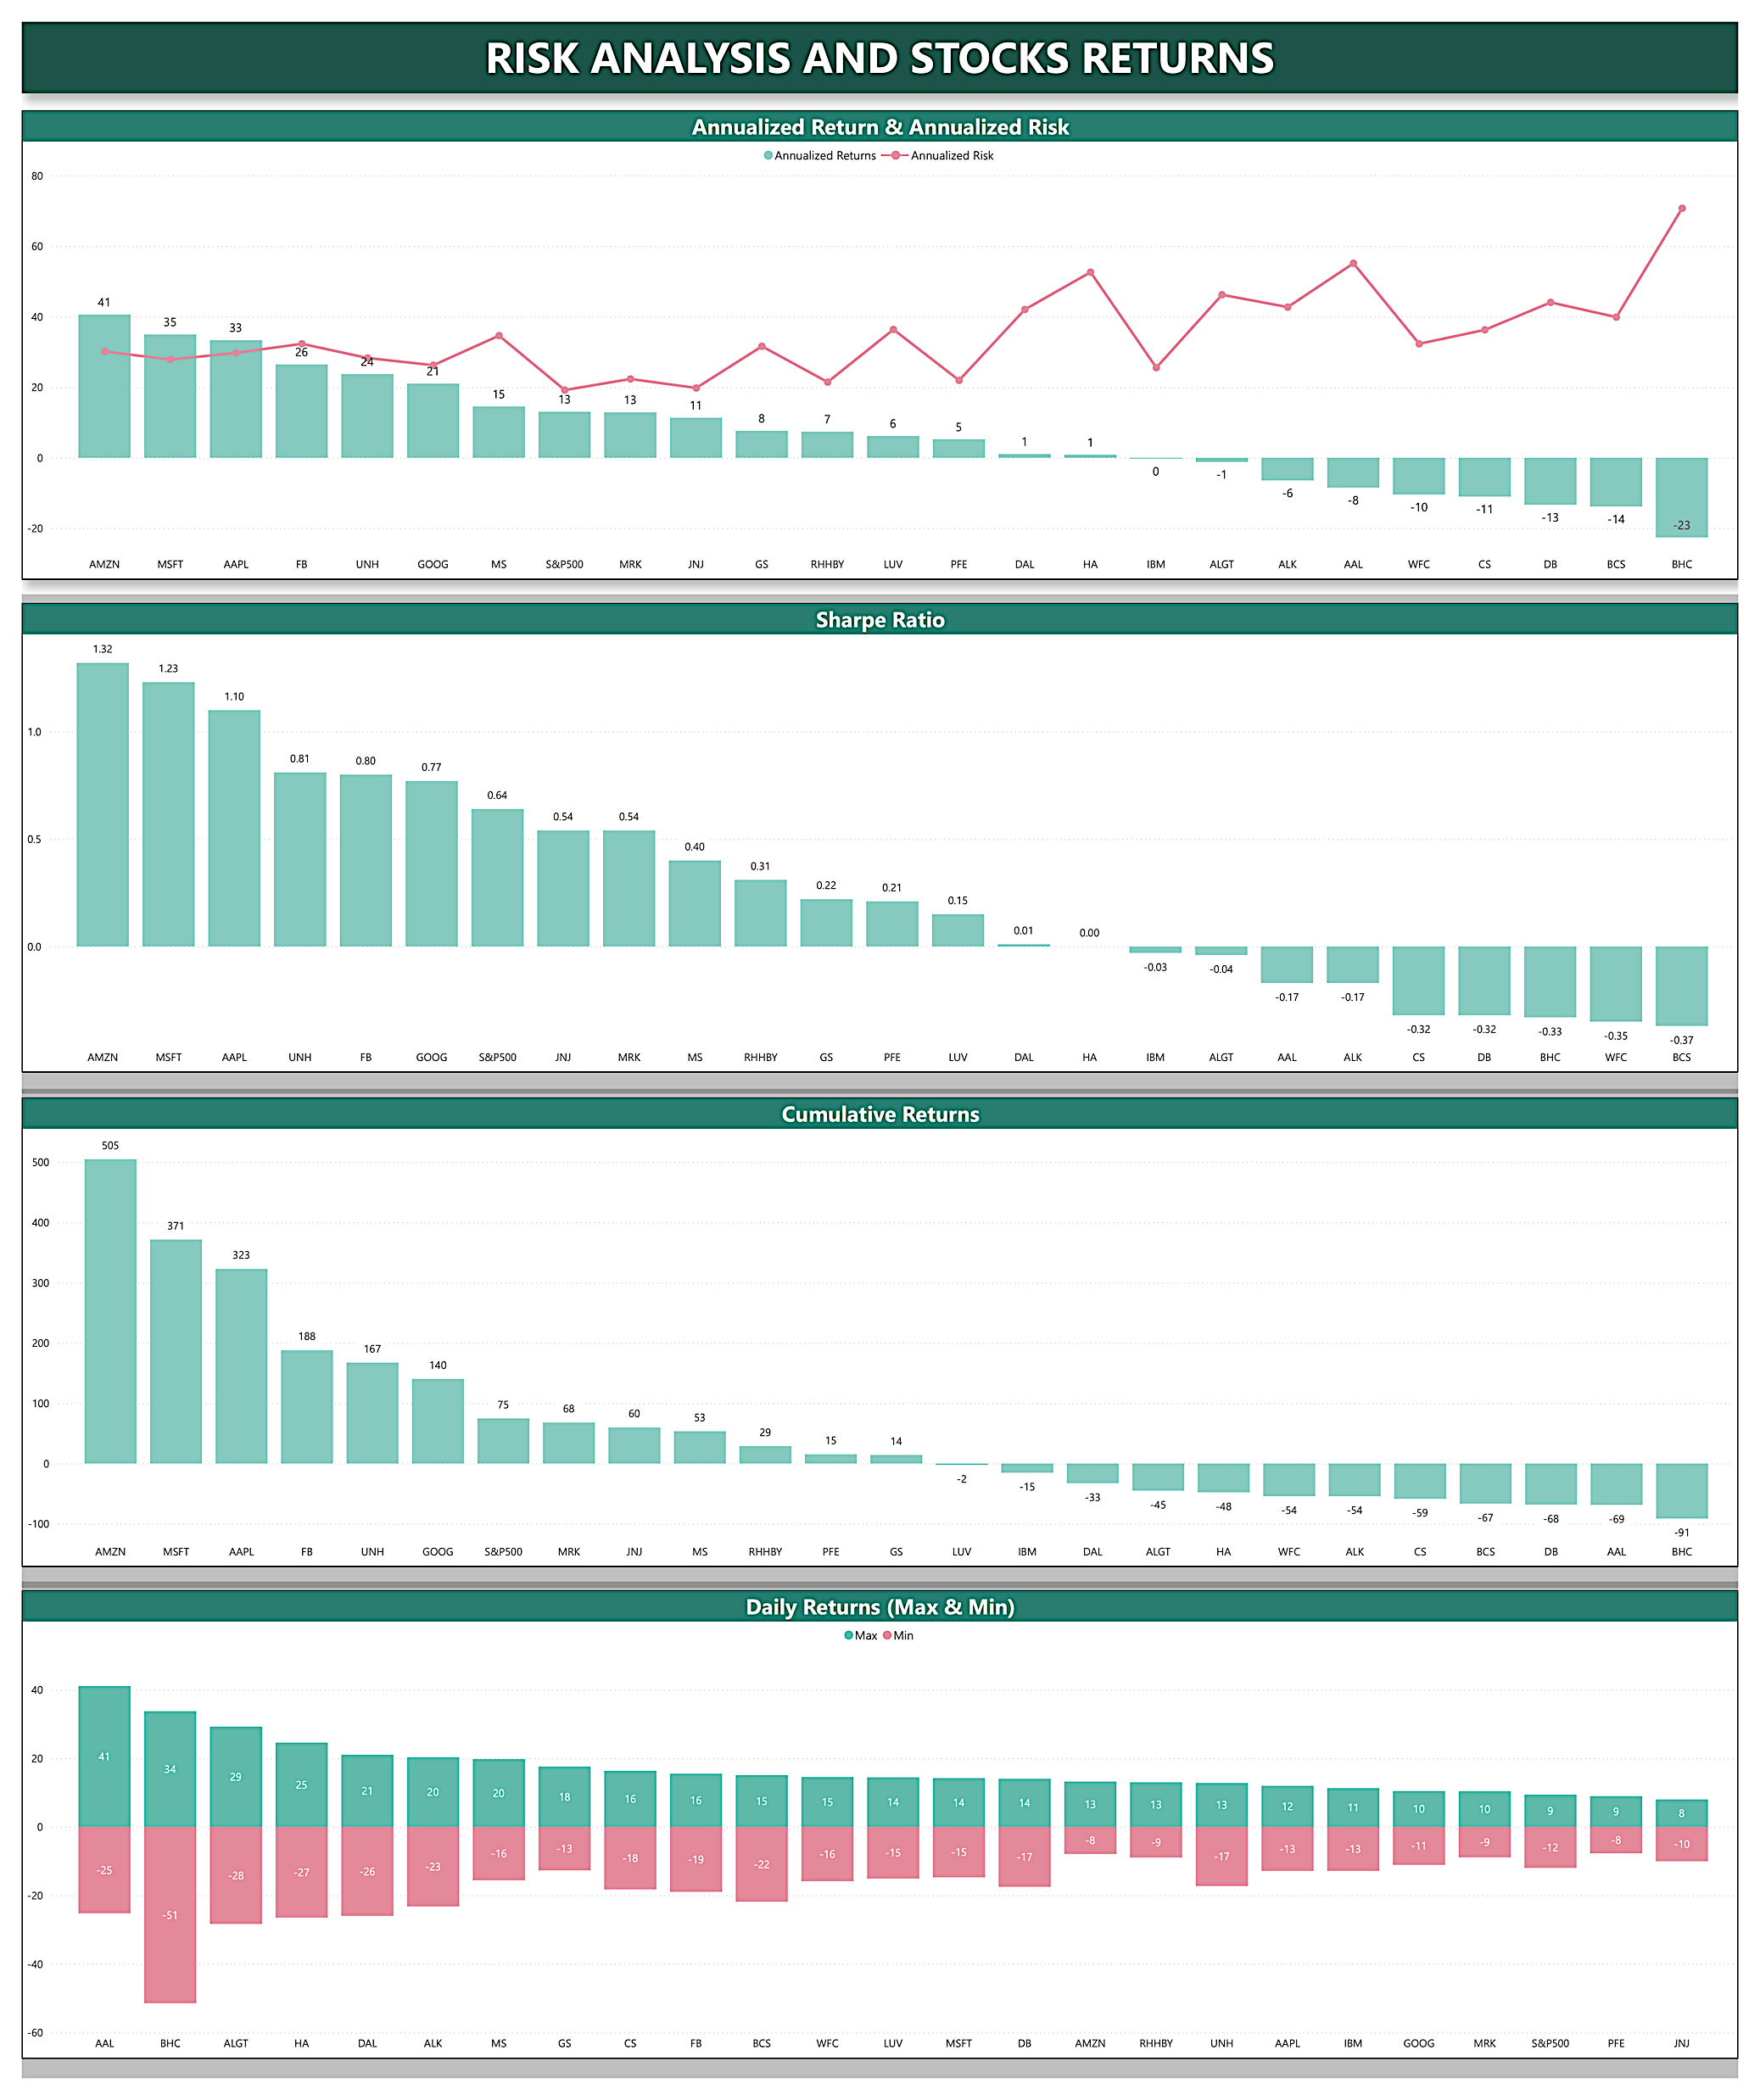 RISK ANALYSIS AND STOCKS RETURNS
Annualized Return & Annualized Risk
Annualized Returns Annualized Risk
80
60
40
20
0
-20
41 35 33 26 24 21 15 13 13 11 8 7 6 5 1 1 0 -1 -6 -8 -10 -11 -13 -14 -23
AMZN MSFT AAPL FB UNH GOOG MS S&P500 MRK JNJ GS RHHBY LUV PFE DAL HA IBM ALGT ALK AAL WFC CS DB BCS BHC
Sharpe Ratio
1.0
0.5
0.0
1.32 1.23 1.10 0.81 0.80 0.77 0.64 0.54 0.54 0.40 0.31 0.22 0.21 0.15 0.01 0.00 -0.03 -0.04 -0.17 -0.17 -0.32 -0.32 -0.33 -0.35 -0.37
AMZN MSFT AAPL UNH FB GOOG S&P500 JNJ MRK MS RHHBY GS PFE LUV DAL HA IBM ALGT AAL ALK CS DB BHC WFC BCS
Cumulative Returns
500
400
300
200
100
0
-100
505 371 323 188 167 140 75 68 60 53 29 15 14 -2 -15 -33 -45 -48 -54 -54 -59 -67 -68 -69 -91
AMZN MSFT AAPL FB UNH GOOG S&P500 MRK JNJ MS RHHBY PFE GS LUV IBM DAL ALGT HA WFC ALK CS BCS DB AAL BHC
Daily Returns (Max & Min)
Max Min
40
20
0
-20
-40
-60
41 34 29 25 21 20 20 18 16 16 15 15 14 14 14 13 13 13 12 11 10 10 9 9 8
-25 -51 -28 -27 -26 -23 -16 -13 -18 -19 -22 -16 -15 -15 -17 -8 -9 -17 -13 -13 -11 -9 -12 -8 -10
AAL BHC ALGT HA DAL ALK MS GS CS FB BCS WFC LUV MSFT DB AMZN RHHBY UNH AAPL IBM GOOG MRK S&P500 PFE JNJ